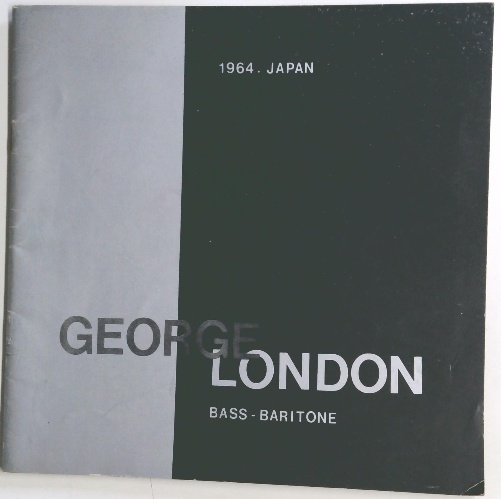 1964. JAPAN
GEORGE
LONDON
BASS-BARITONE